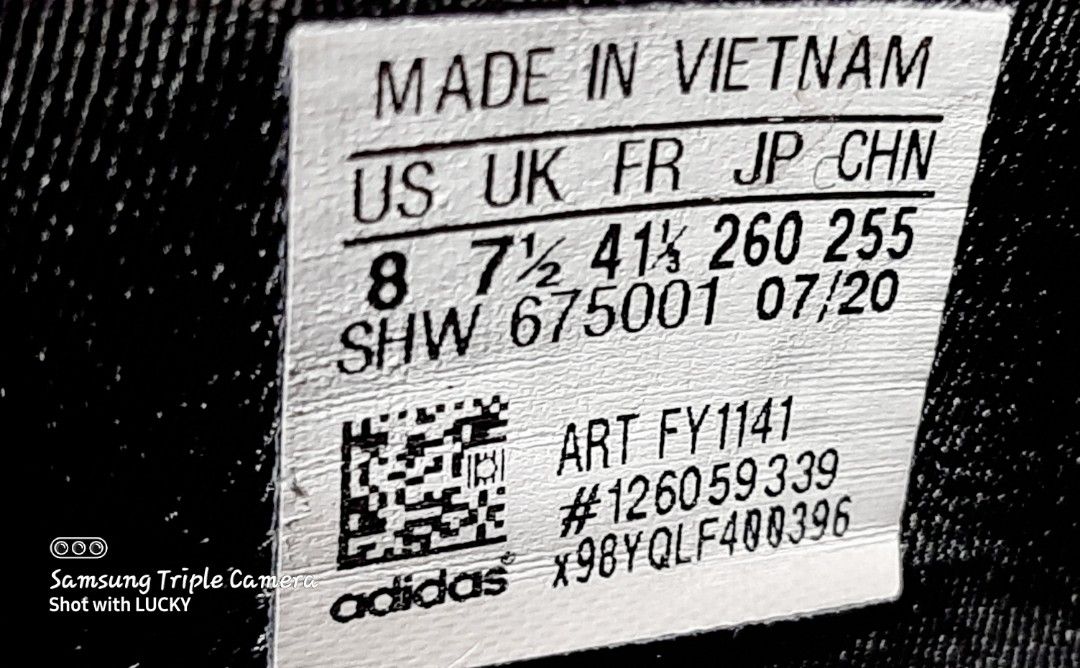 MADE IN VIETNAM
US UK FR JP CHN
8 7½ 41⅓ 260 255
SHW 675001 07/20
ART FY1141
#126059339
x98YQLF400396
adidas
Samsung Triple Camera
Shot with LUCKY